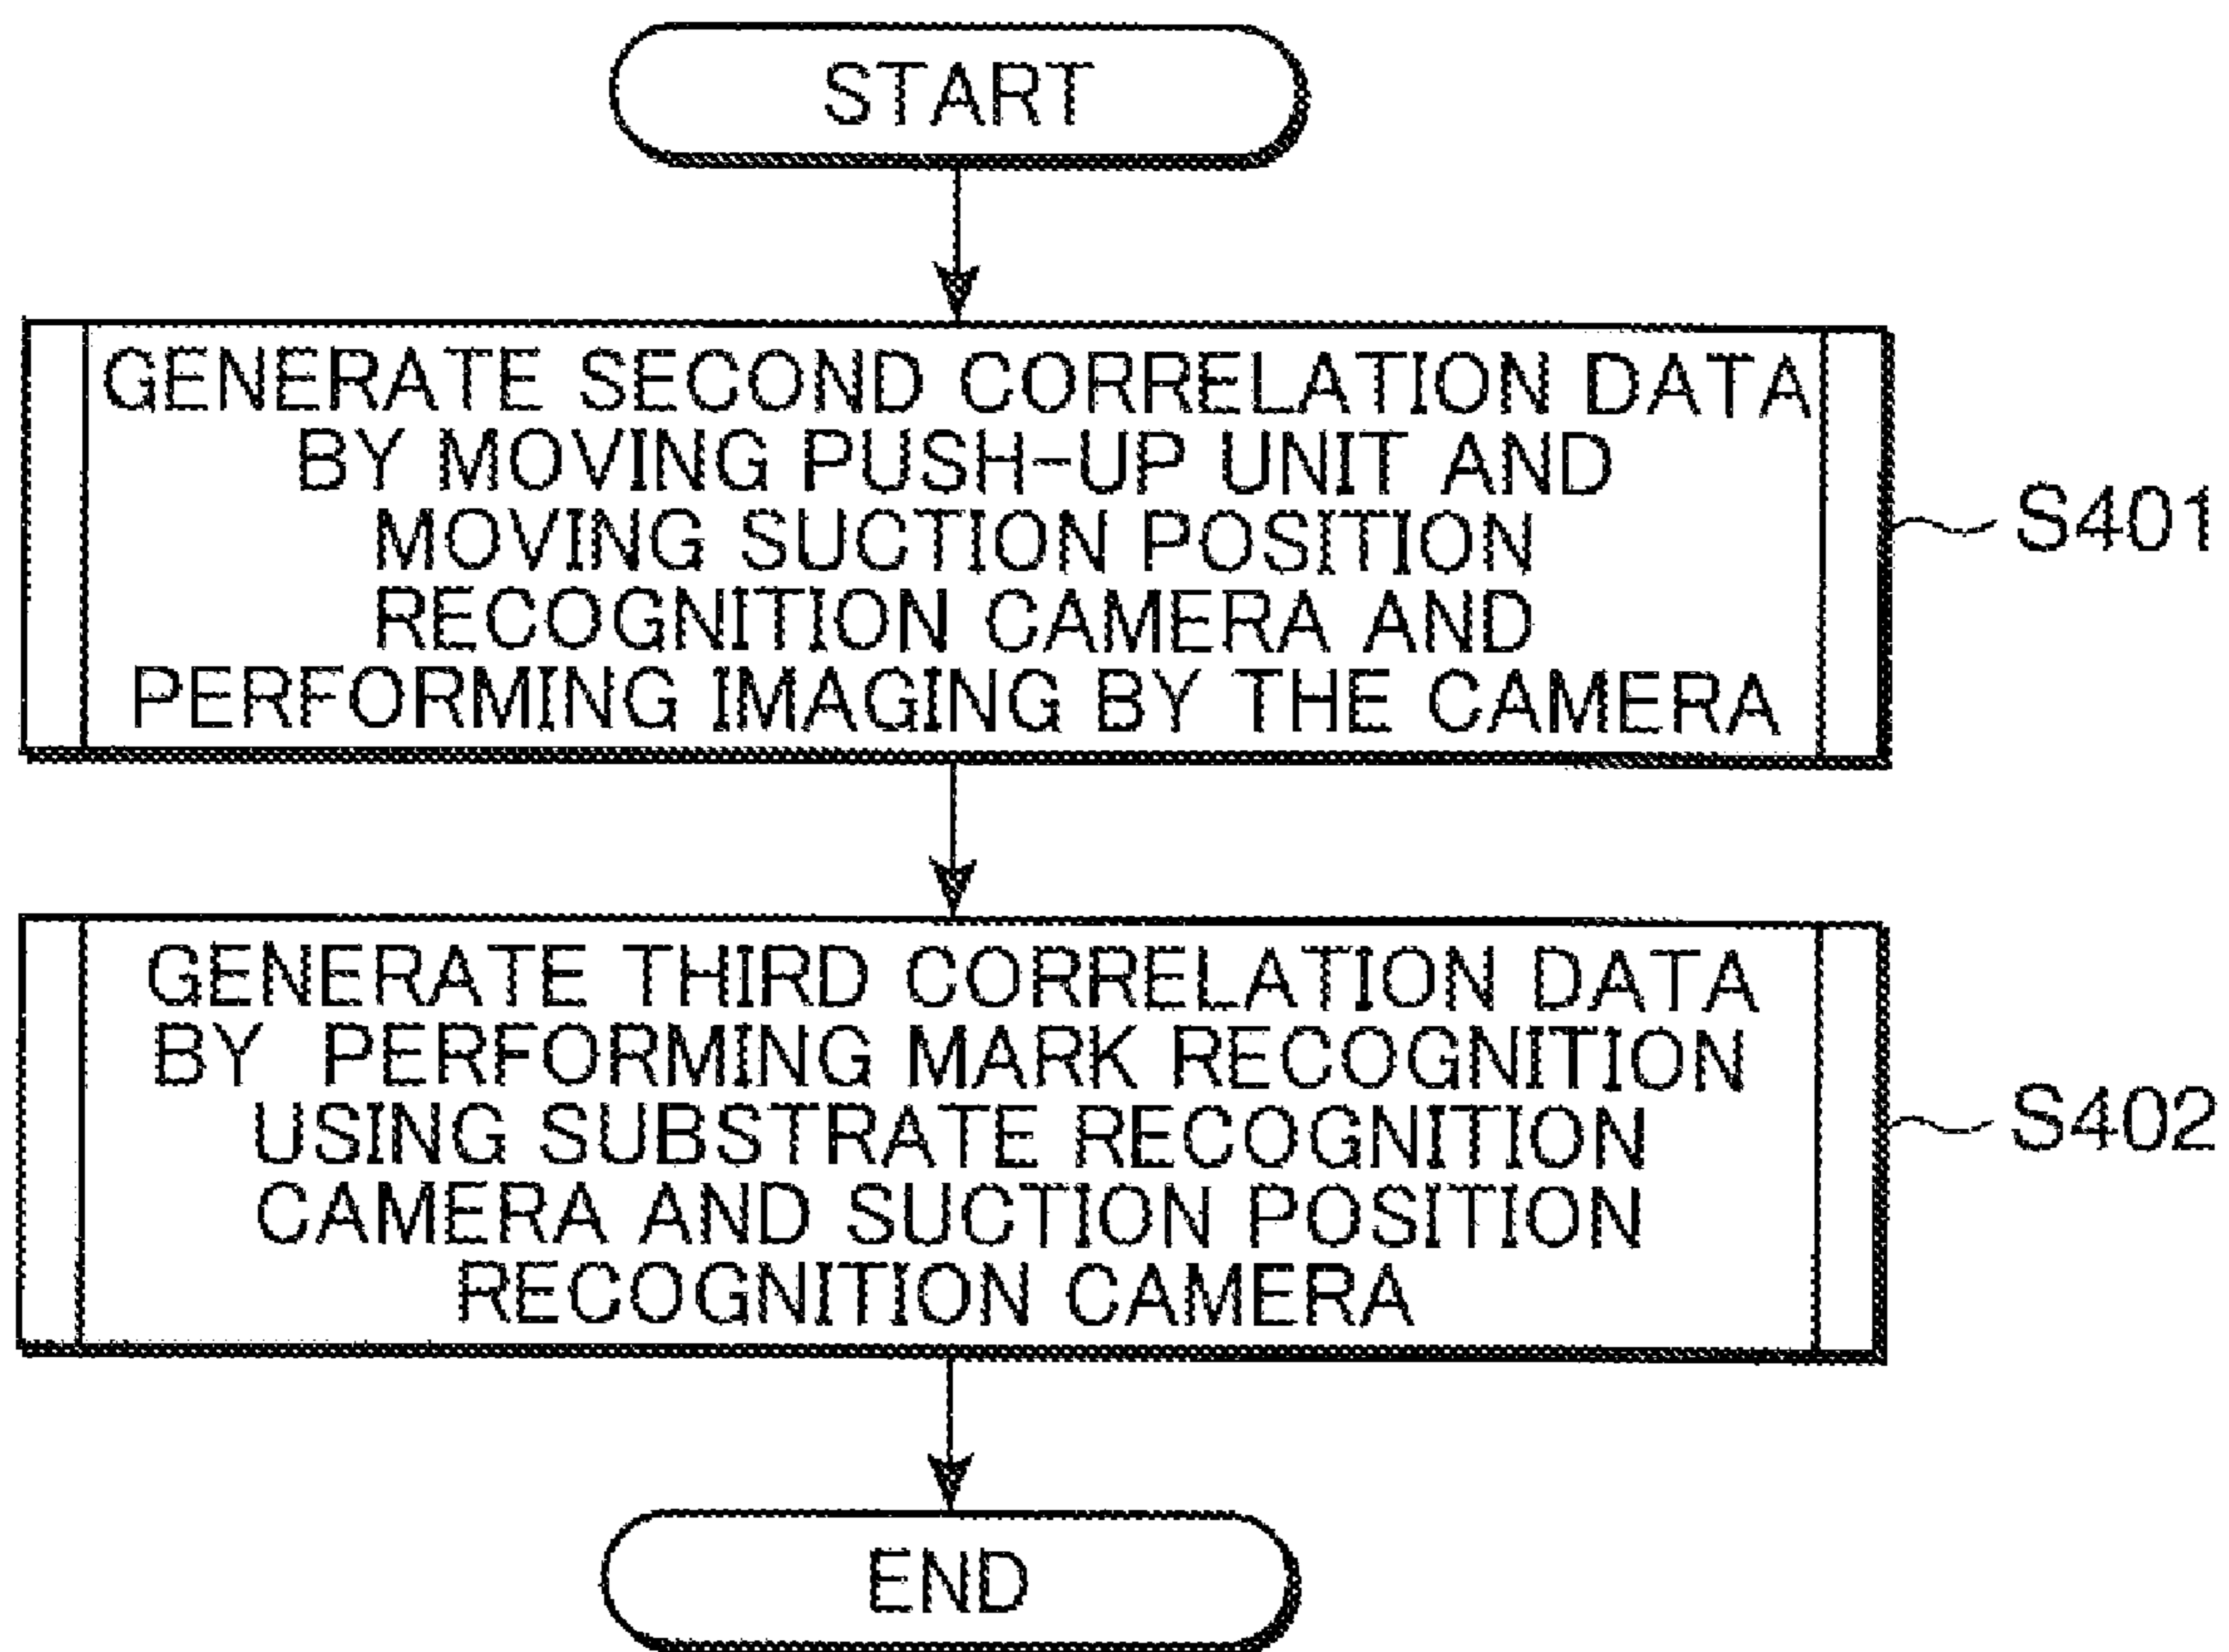 START
GENERATE SECOND CORRELATION DATA
BY MOVING PUSH-UP UNIT AND
MOVING SUCTION POSITION
RECOGNITION CAMERA AND
PERFORMING IMAGING BY THE CAMERA
S401
GENERATE THIRD CORRELATION DATA
BY PERFORMING MARK RECOGNITION
USING SUBSTRATE RECOGNITION
CAMERA AND SUCTION POSITION
RECOGNITION CAMERA
S402
END